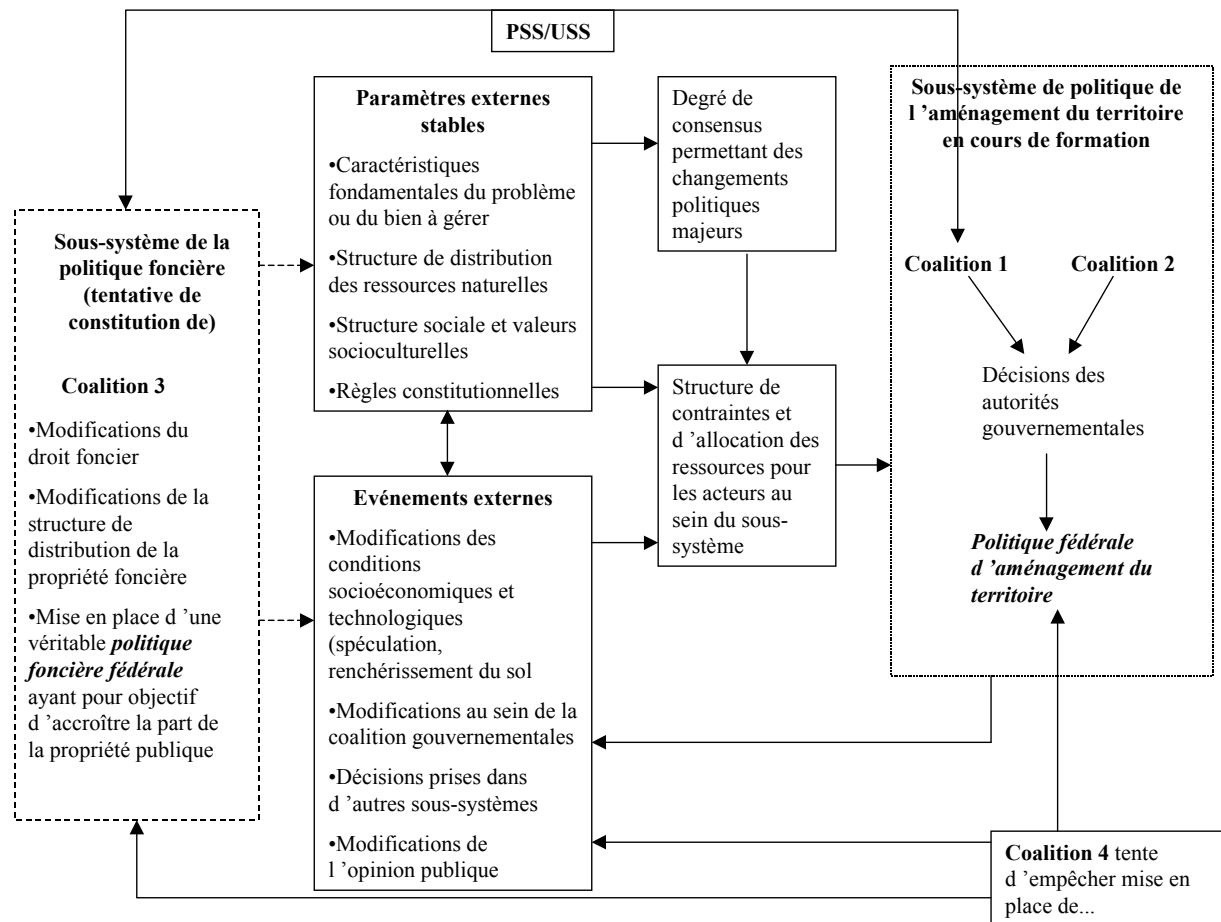 PSS/USS
Sous-système de la
politique foncière
(tentative de
constitution de)
Coalition 3
•Modifications du
droit foncier
•Modifications de la
structure de
distribution de la
propriété foncière
•Mise en place d ’une
véritable politique
foncière fédérale
ayant pour objectif
d ’accroître la part de
la propriété publique
Paramètres externes
stables
•Caractéristiques
fondamentales du problème
ou du bien à gérer
•Structure de distribution
des ressources naturelles
•Structure sociale et valeurs
socioculturelles
•Règles constitutionnelles
Evénements externes
•Modifications des
conditions
socioéconomiques et
technologiques
(spéculation,
renchérissement du sol
•Modifications au sein de la
coalition gouvernementales
•Décisions prises dans
d ’autres sous-systèmes
•Modifications de
l ’opinion publique
Degré de
consensus
permettant des
changements
politiques
majeurs
Structure de
contraintes et
d ’allocation des
ressources pour
les acteurs au
sein du sous-
système
Sous-système de politique de
l ’aménagement du territoire
en cours de formation
Coalition 1
Coalition 2
Décisions des
autorités
gouvernementales
Politique fédérale
d ’aménagement du
territoire
Coalition 4 tente
d ’empêcher mise en
place de...